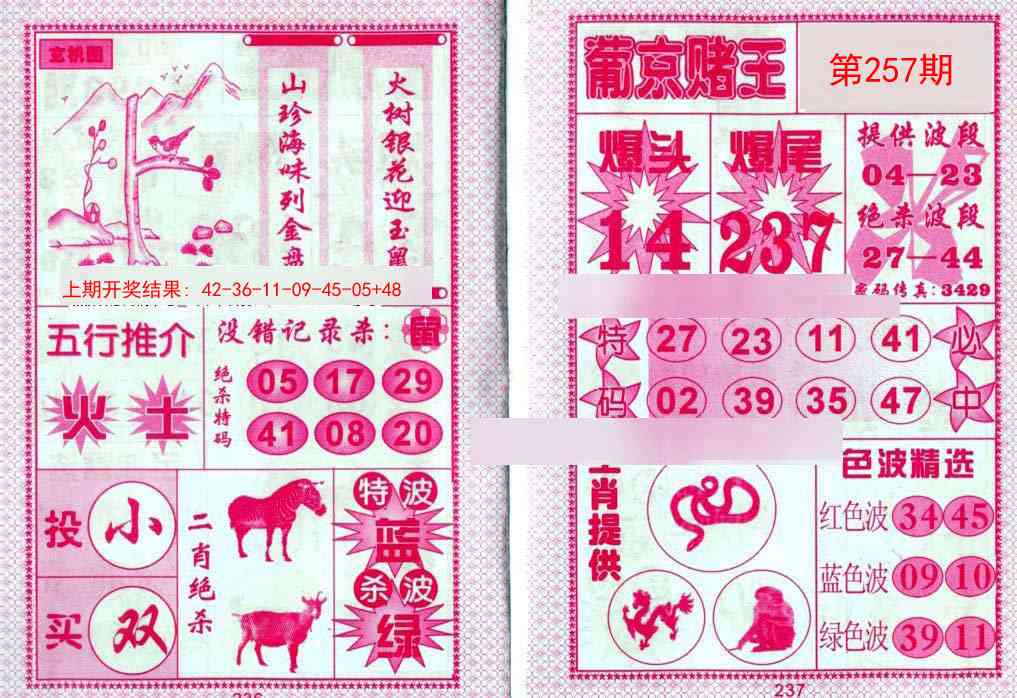 玄机图
火树银花迎玉鼠
山珍海味列金盘
上期开奖结果: 42-36-11-09-45-05+48
五行推介
火 土
没错记录杀: 鼠
绝杀特码
05 17 29
41 08 20
投 小
买 双
二肖绝杀
特波
蓝
杀波
绿
葡京赌王
第257期
爆头
14
爆尾
237
提供波段
04—23
绝杀波段
27—44
密码传真:3429
特码
27 23 11 41
02 39 35 47
必中
肖提供
色波精选
红色波 34 45
蓝色波 09 10
绿色波 39 11
237